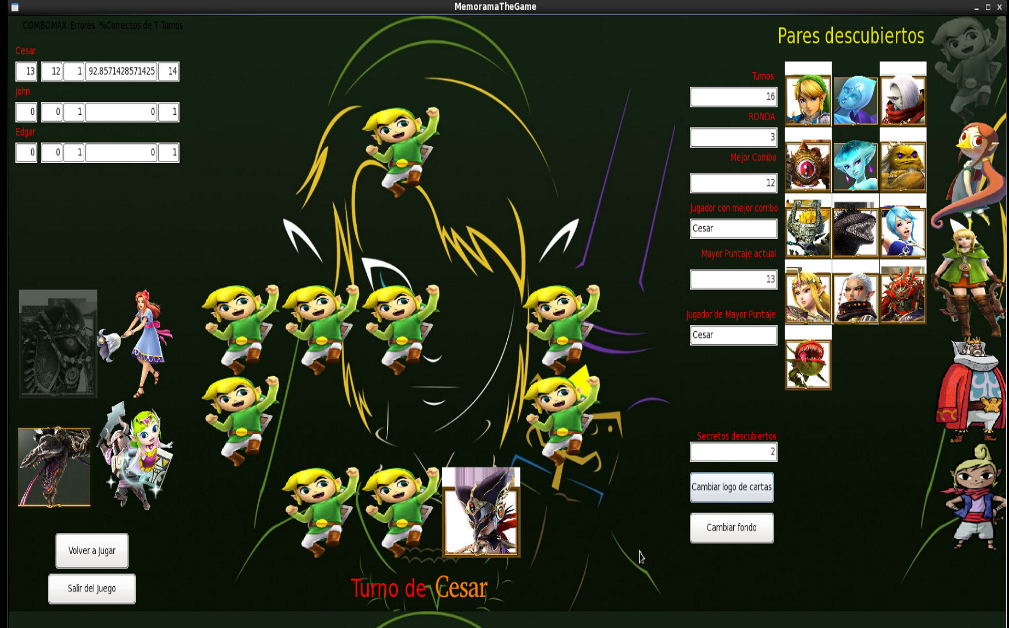 MemoramaTheGame
COMBOMAX Errores %Correctos de T Turnos
Pares descubiertos
Cesar
13 12 1 92.8571428571425 14
John
0 0 1 0 1
Edgar
0 0 1 0 1
Turnos
16
RONDA
3
Mejor Combo
12
Jugador con mejor combo
Cesar
Mayor Puntaje actual
13
Jugador de Mayor Puntaje
Cesar
Secretos descubiertos
2
Cambiar logo de cartas
Cambiar fondo
Volver a Jugar
Salir del Juego
Turno de Cesar